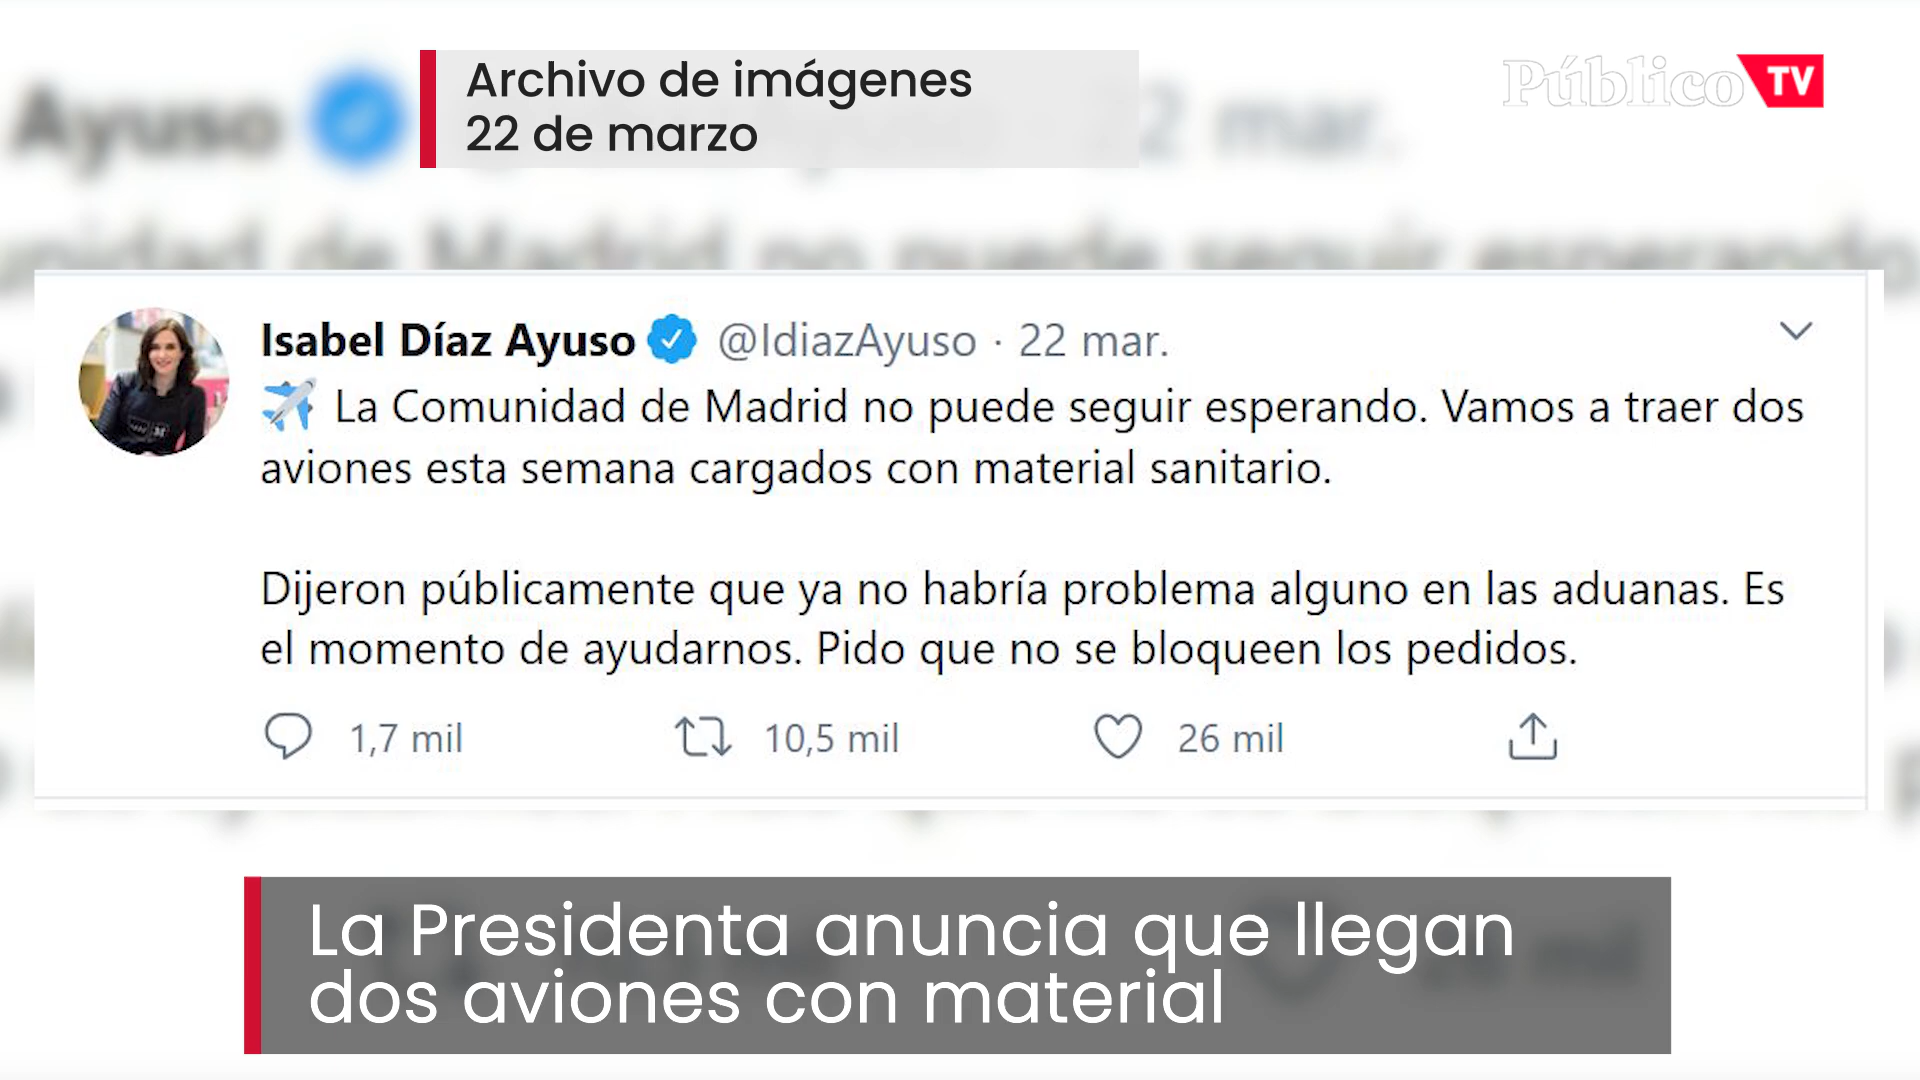 Archivo de imágenes
22 de marzo
Público TV
Isabel Díaz Ayuso @IdiazAyuso · 22 mar.
La Comunidad de Madrid no puede seguir esperando. Vamos a traer dos
aviones esta semana cargados con material sanitario.
Dijeron públicamente que ya no habría problema alguno en las aduanas. Es
el momento de ayudarnos. Pido que no se bloqueen los pedidos.
1,7 mil 10,5 mil 26 mil
La Presidenta anuncia que llegan
dos aviones con material